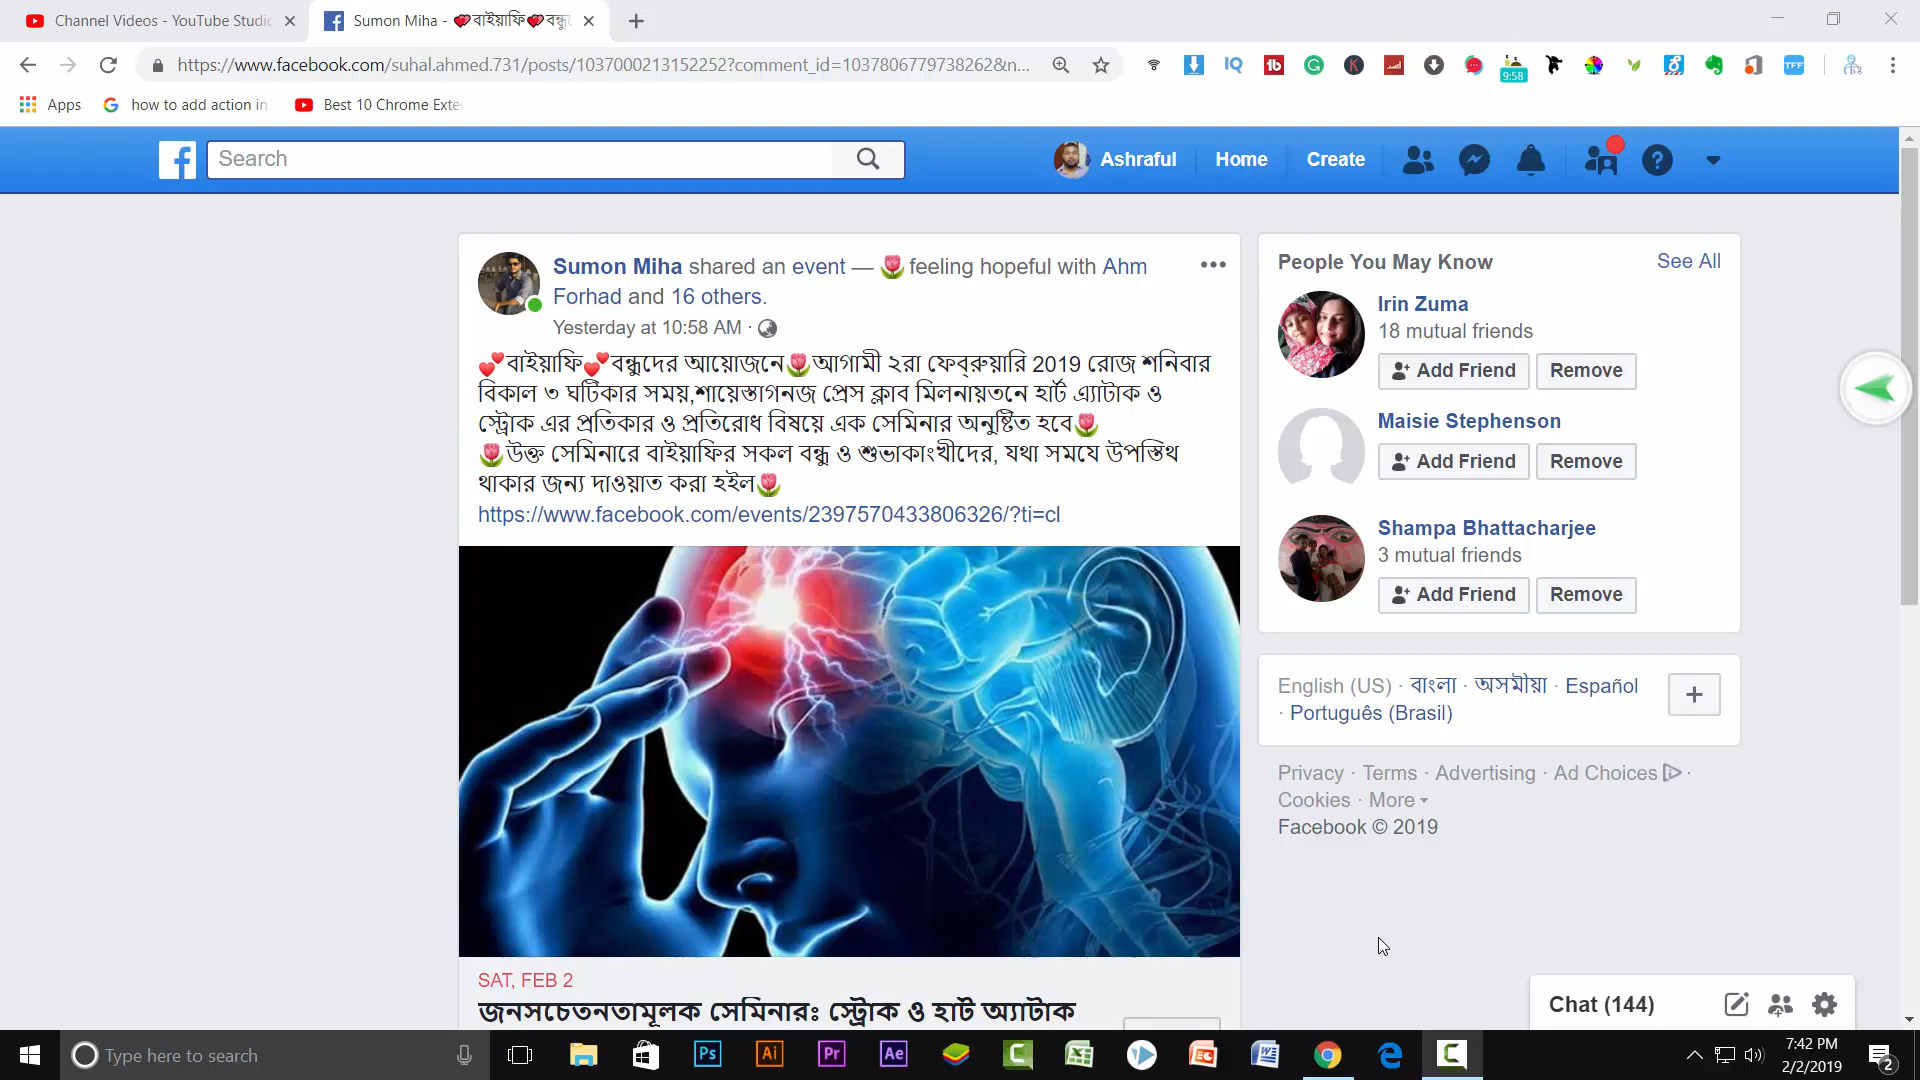 Channel Videos - YouTube Studio
Sumon Miha - 💕বাইয়াফি💕বন্ধুদে
https://www.facebook.com/suhal.ahmed.731/posts/1037000213152252?comment_id=1037806779738262&n...
9:58
Apps
how to add action in
Best 10 Chrome Exte
Search
Ashraful
Home
Create
Sumon Miha shared an event — 🌷feeling hopeful with Ahm
Forhad and 16 others.
Yesterday at 10:58 AM ·
💕বাইয়াফি💕বন্ধুদের আয়োজনে🌷আগামী ২রা ফেব্রুয়ারি 2019 রোজ শনিবার
বিকাল ৩ ঘটিকার সময়,শায়েস্তাগনজ প্রেস ক্লাব মিলনায়তনে হার্ট এ্যাটাক ও
স্ট্রোক এর প্রতিকার ও প্রতিরোধ বিষয়ে এক সেমিনার অনুষ্টিত হবে🌷
🌷উক্ত সেমিনারে বাইয়াফির সকল বন্ধু ও শুভাকাংখীদের, যথা সমযে উপস্তিথ
থাকার জন্য দাওয়াত করা হইল🌷
https://www.facebook.com/events/2397570433806326/?ti=cl
SAT, FEB 2
জনসচেতনতামূলক সেমিনারঃ স্ট্রোক ও হার্ট অ্যাটাক
People You May Know
See All
Irin Zuma
18 mutual friends
Add Friend
Remove
Maisie Stephenson
Add Friend
Remove
Shampa Bhattacharjee
3 mutual friends
Add Friend
Remove
English (US) · বাংলা · অসমীয়া · Español
· Português (Brasil)
Privacy · Terms · Advertising · Ad Choices ·
Cookies · More
Facebook © 2019
Chat (144)
Type here to search
7:42 PM
2/2/2019
2